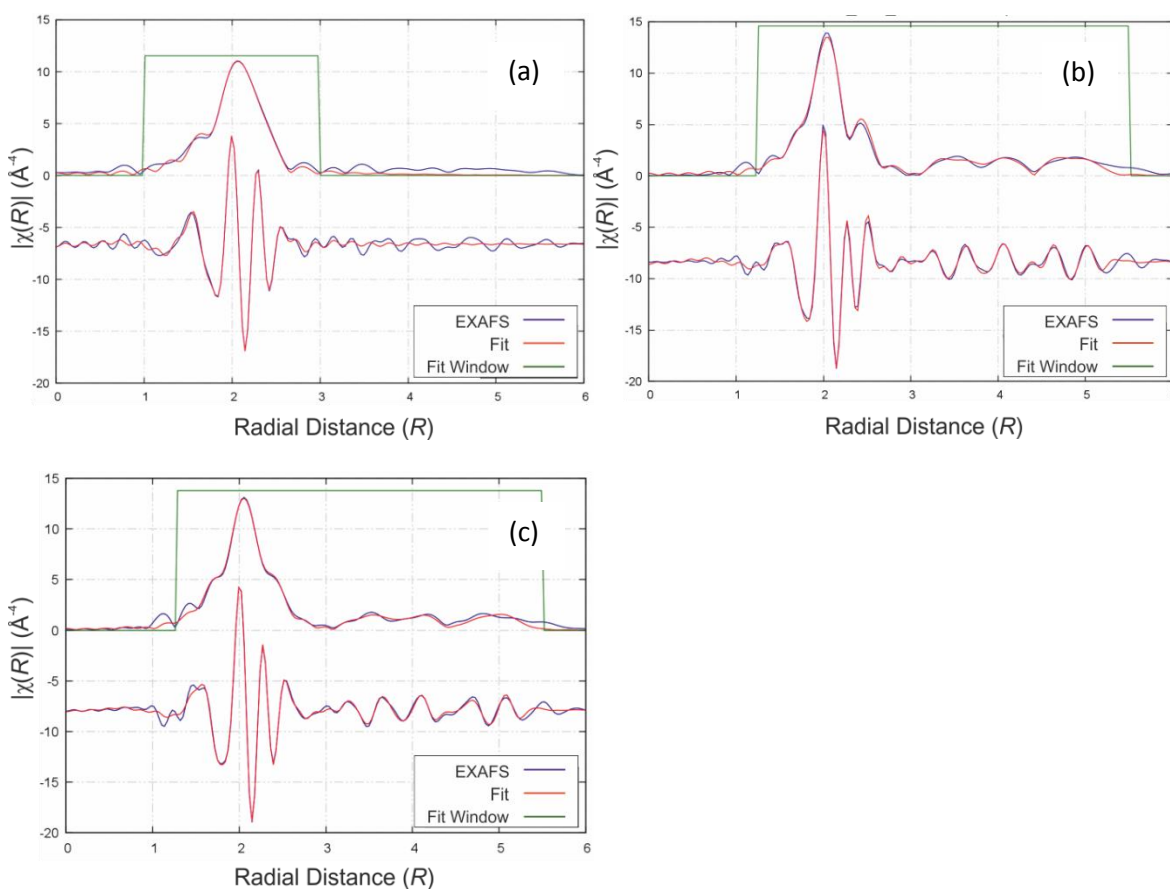 (a)
|χ(R)| (Å⁻⁴)
15
10
5
0
-5
-10
-15
-20
EXAFS
Fit
Fit Window
0 1 2 3 4 5 6
Radial Distance (R)
(b)
|χ(R)| (Å⁻⁴)
15
10
5
0
-5
-10
-15
-20
EXAFS
Fit
Fit Window
0 1 2 3 4 5
Radial Distance (R)
(c)
|χ(R)| (Å⁻⁴)
15
10
5
0
-5
-10
-15
-20
EXAFS
Fit
Fit Window
0 1 2 3 4 5 6
Radial Distance (R)